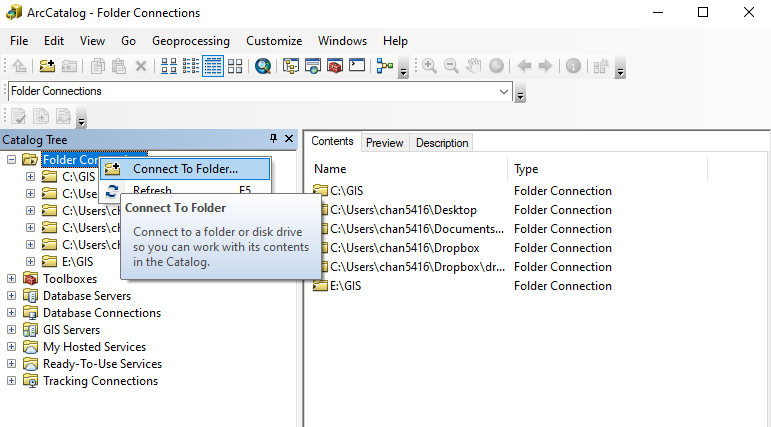 ArcCatalog - Folder Connections
File Edit View Go Geoprocessing Customize Windows Help
Folder Connections
Catalog Tree
Contents Preview Description
Folder Con
Connect To Folder...
Name Type
C:\GIS
Refresh F5
C:\GIS Folder Connection
C:\Use
Connect To Folder
C:\Users\chan5416\Desktop Folder Connection
C:\Users\ch
Connect to a folder or disk drive
so you can work with its contents
in the Catalog.
C:\Users\chan5416\Documents... Folder Connection
C:\Users\ch
C:\Users\chan5416\Dropbox Folder Connection
C:\Users\ch
C:\Users\chan5416\Dropbox\dr... Folder Connection
E:\GIS
E:\GIS Folder Connection
Toolboxes
Database Servers
Database Connections
GIS Servers
My Hosted Services
Ready-To-Use Services
Tracking Connections